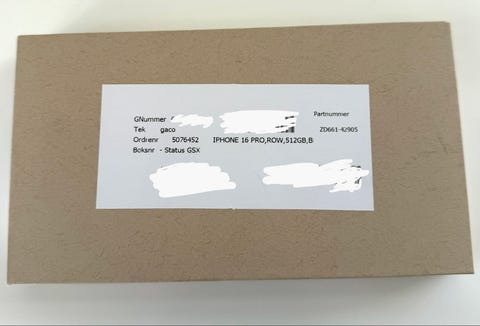 GNummer
Partnummer
Tek gaco
ZD661-42905
Ordrenr 5076452 IPHONE 16 PRO,ROW,512GB,B
Boksnr - Status GSX